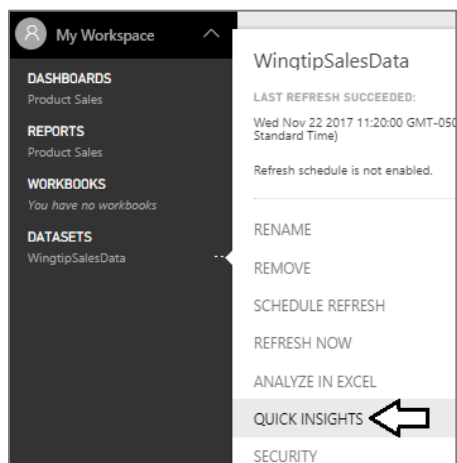 My Workspace
DASHBOARDS
Product Sales
REPORTS
Product Sales
WORKBOOKS
You have no workbooks
DATASETS
WingtipSalesData
WingtipSalesData
LAST REFRESH SUCCEEDED:
Wed Nov 22 2017 11:20:00 GMT-050
Standard Time)
Refresh schedule is not enabled.
RENAME
REMOVE
SCHEDULE REFRESH
REFRESH NOW
ANALYZE IN EXCEL
QUICK INSIGHTS
SECURITY